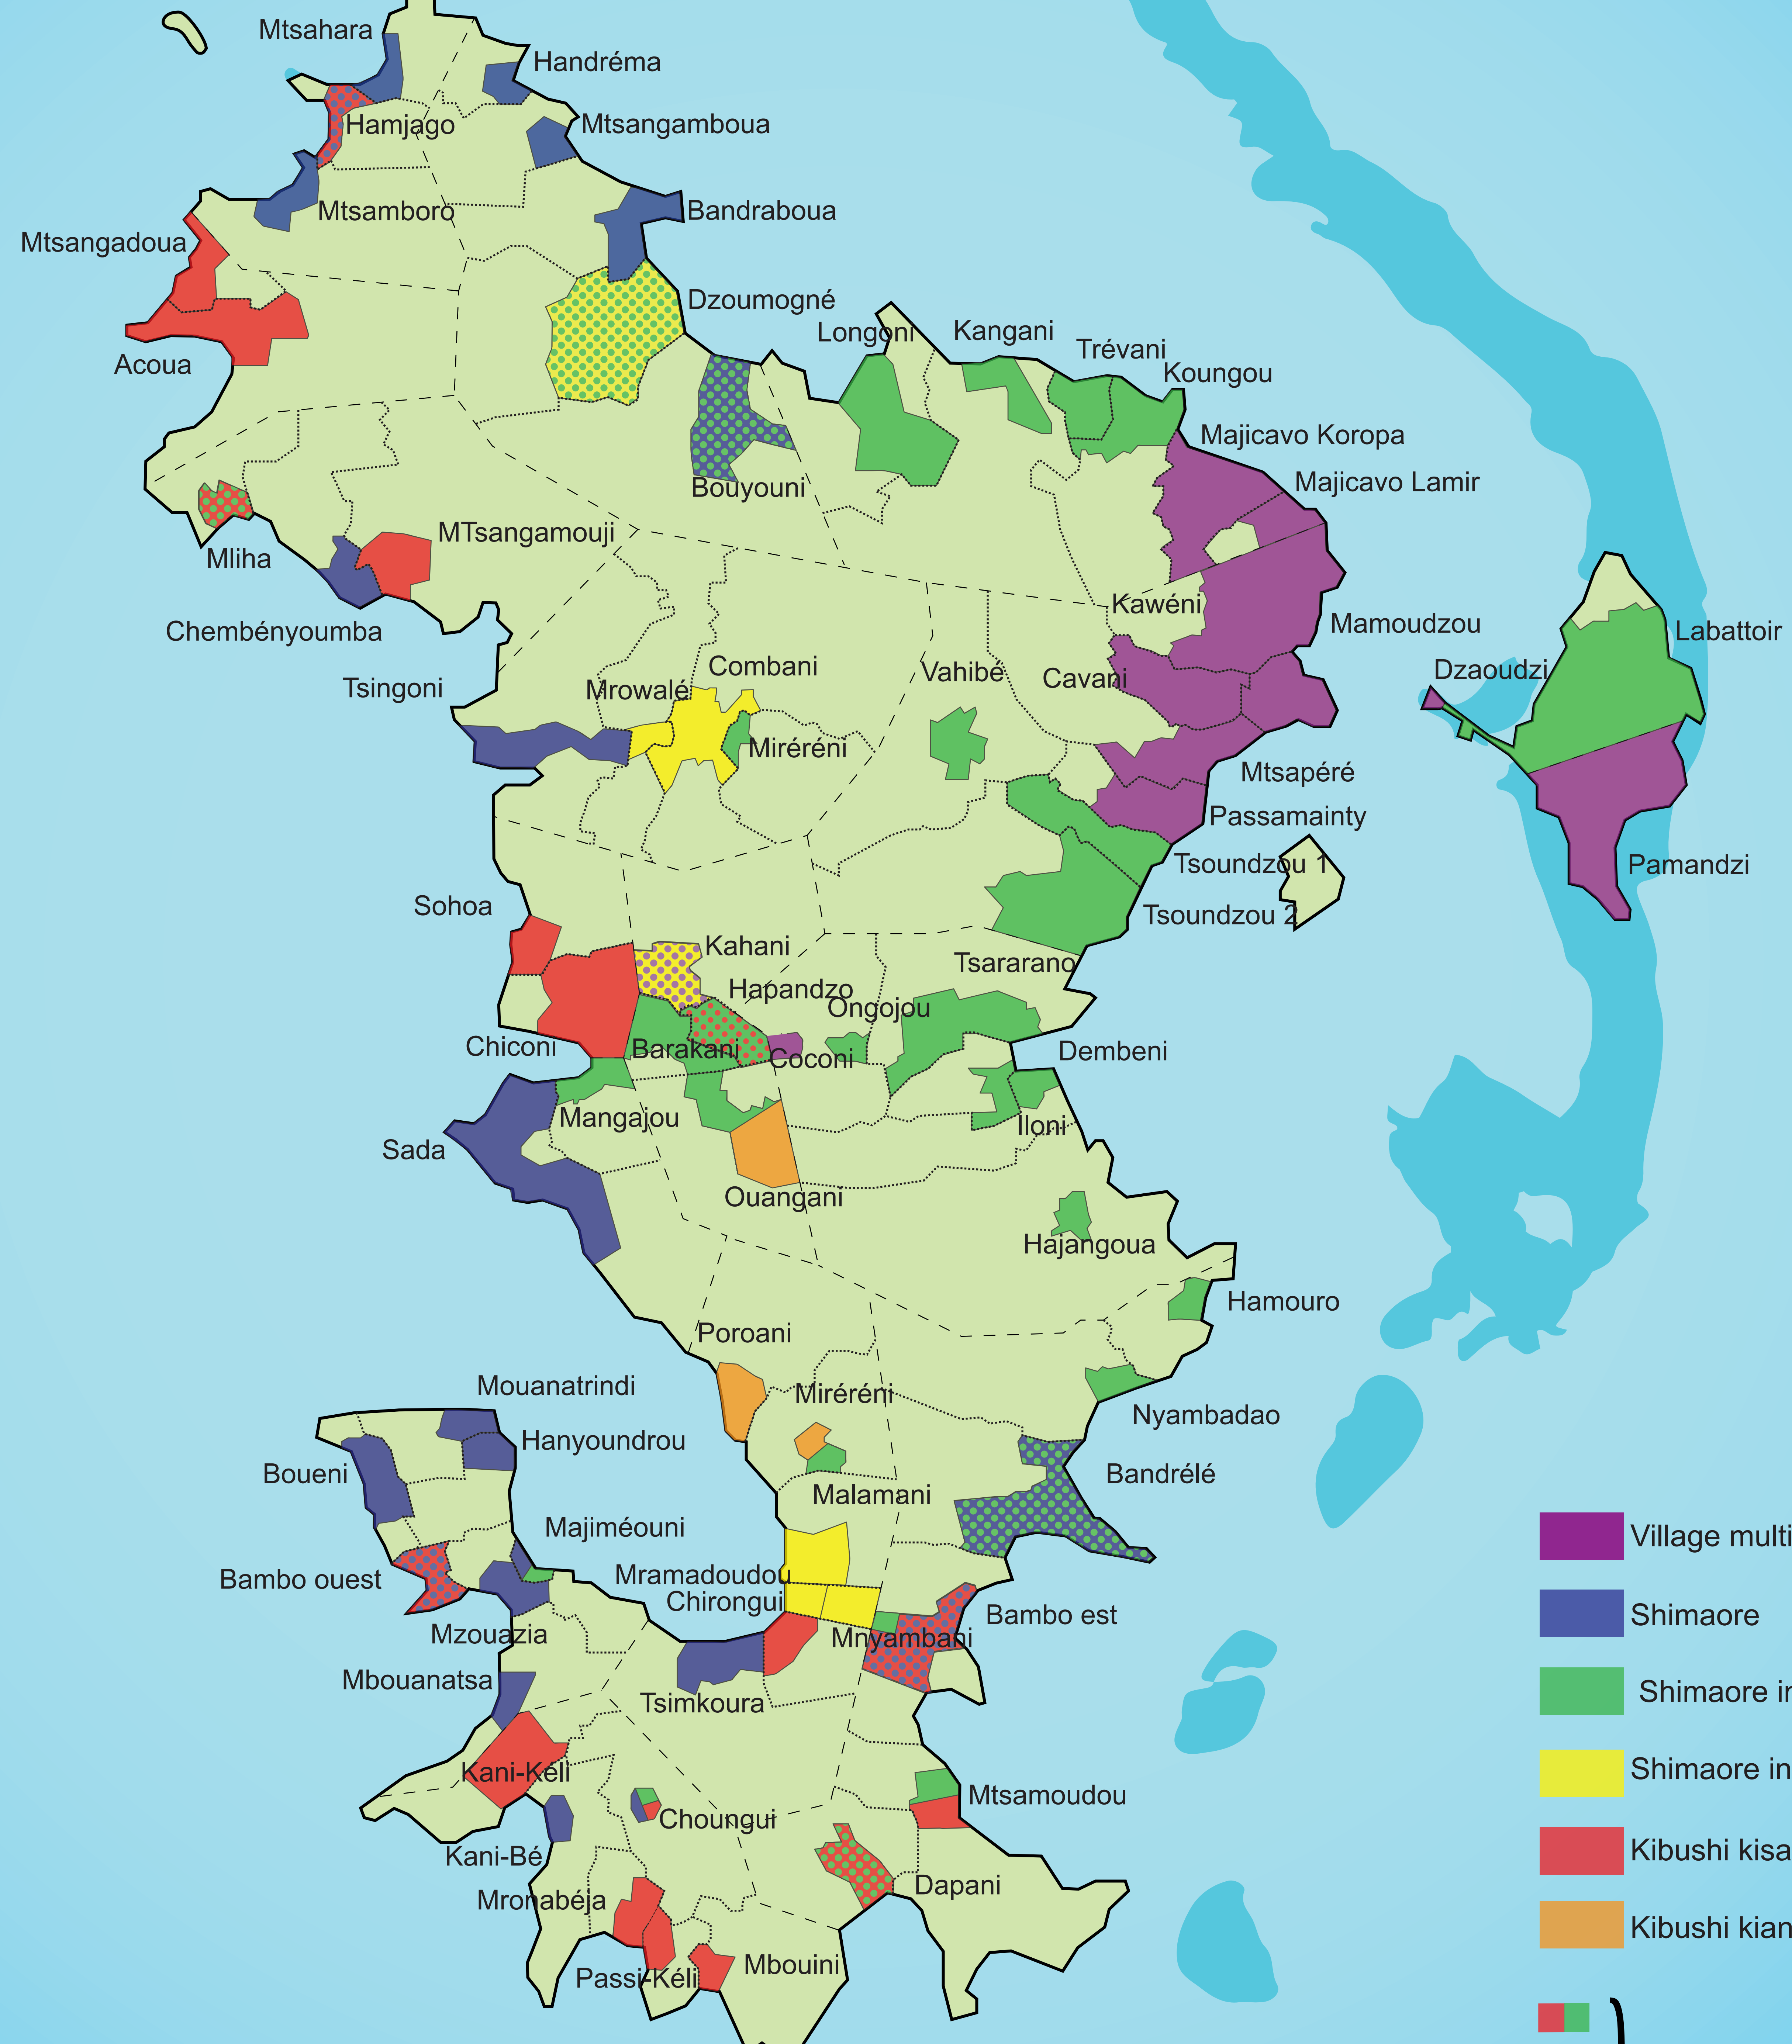 Mtsahara
Handréma
Hamjago
Mtsangamboua
Mtsamboro
Bandraboua
Mtsangadoua
Dzoumogné
Longoni
Kangani
Trévani
Koungou
Acoua
Majicavo Koropa
Majicavo Lamir
Bouyouni
MTsangamouji
Mliha
Kawéni
Mamoudzou
Labattoir
Chembényoumba
Combani
Vahibé
Cavani
Dzaoudzi
Tsingoni
Mrowalé
Miréréni
Mtsapéré
Passamainty
Tsoundzou 1
Pamandzi
Sohoa
Tsoundzou 2
Kahani
Tsararano
Hapandzo
Ongojou
Chiconi
Barakani
Coconi
Dembeni
Mangajou
Iloni
Sada
Ouangani
Hajangoua
Hamouro
Poroani
Mouanatrindi
Miréréni
Nyambadao
Hanyoundrou
Boueni
Bandrélé
Malamani
Majiméouni
Village multi
Bambo ouest
Mramadoudou
Chirongui
Bambo est
Shimaore
Mzouazia
Mnyambani
Mbouanatsa
Tsimkoura
Shimaore in
Kani-Kéli
Shimaore in
Mtsamoudou
Choungui
Kani-Bé
Kibushi kisa
Mronabéja
Dapani
Kibushi kian
Passi-Kéli
Mbouini